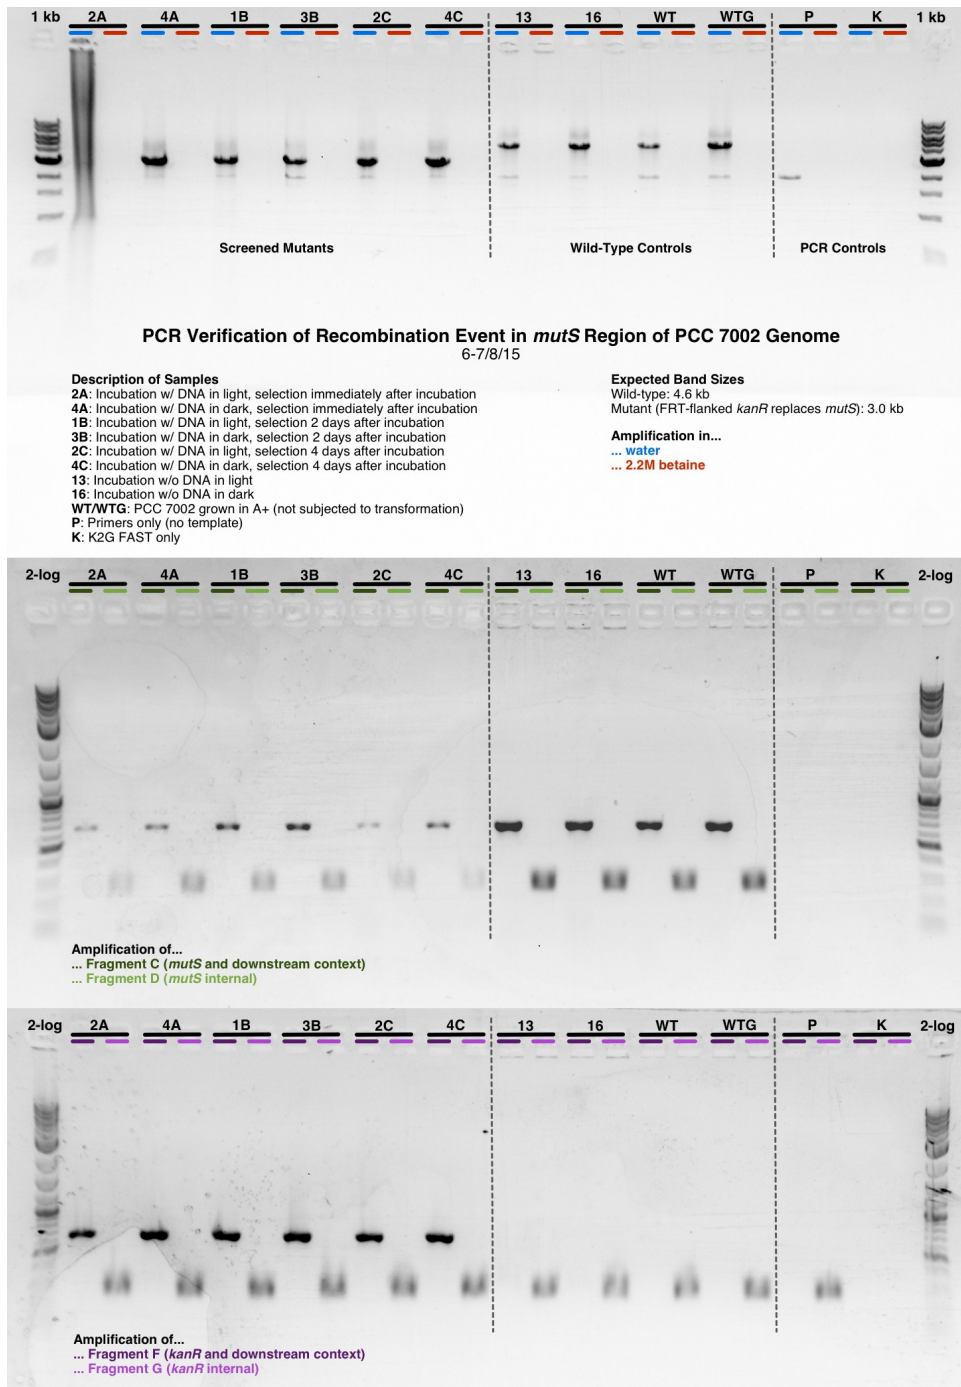 1 kb 2A 4A 1B 3B 2C 4C 13 16 WT WTG P K 1 kb
Screened Mutants Wild-Type Controls PCR Controls
PCR Verification of Recombination Event in mutS Region of PCC 7002 Genome
6-7/8/15
Description of Samples
2A: Incubation w/ DNA in light, selection immediately after incubation
4A: Incubation w/ DNA in dark, selection immediately after incubation
1B: Incubation w/ DNA in light, selection 2 days after incubation
3B: Incubation w/ DNA in dark, selection 2 days after incubation
2C: Incubation w/ DNA in light, selection 4 days after incubation
4C: Incubation w/ DNA in dark, selection 4 days after incubation
13: Incubation w/o DNA in light
16: Incubation w/o DNA in dark
WT/WTG: PCC 7002 grown in A+ (not subjected to transformation)
P: Primers only (no template)
K: K2G FAST only
Expected Band Sizes
Wild-type: 4.6 kb
Mutant (FRT-flanked kanR replaces mutS): 3.0 kb
Amplification in...
... water
... 2.2M betaine
2-log 2A 4A 1B 3B 2C 4C 13 16 WT WTG P K 2-log
Amplification of...
... Fragment C (mutS and downstream context)
... Fragment D (mutS internal)
2-log 2A 4A 1B 3B 2C 4C 13 16 WT WTG P K 2-log
Amplification of...
... Fragment F (kanR and downstream context)
... Fragment G (kanR internal)